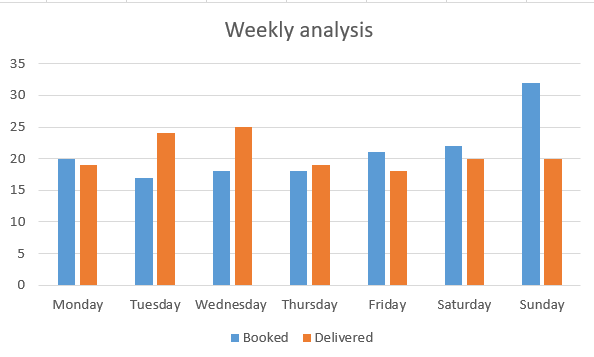 Weekly analysis
35
30
25
20
15
10
5
0
Monday Tuesday Wednesday Thursday Friday Saturday Sunday
Booked Delivered